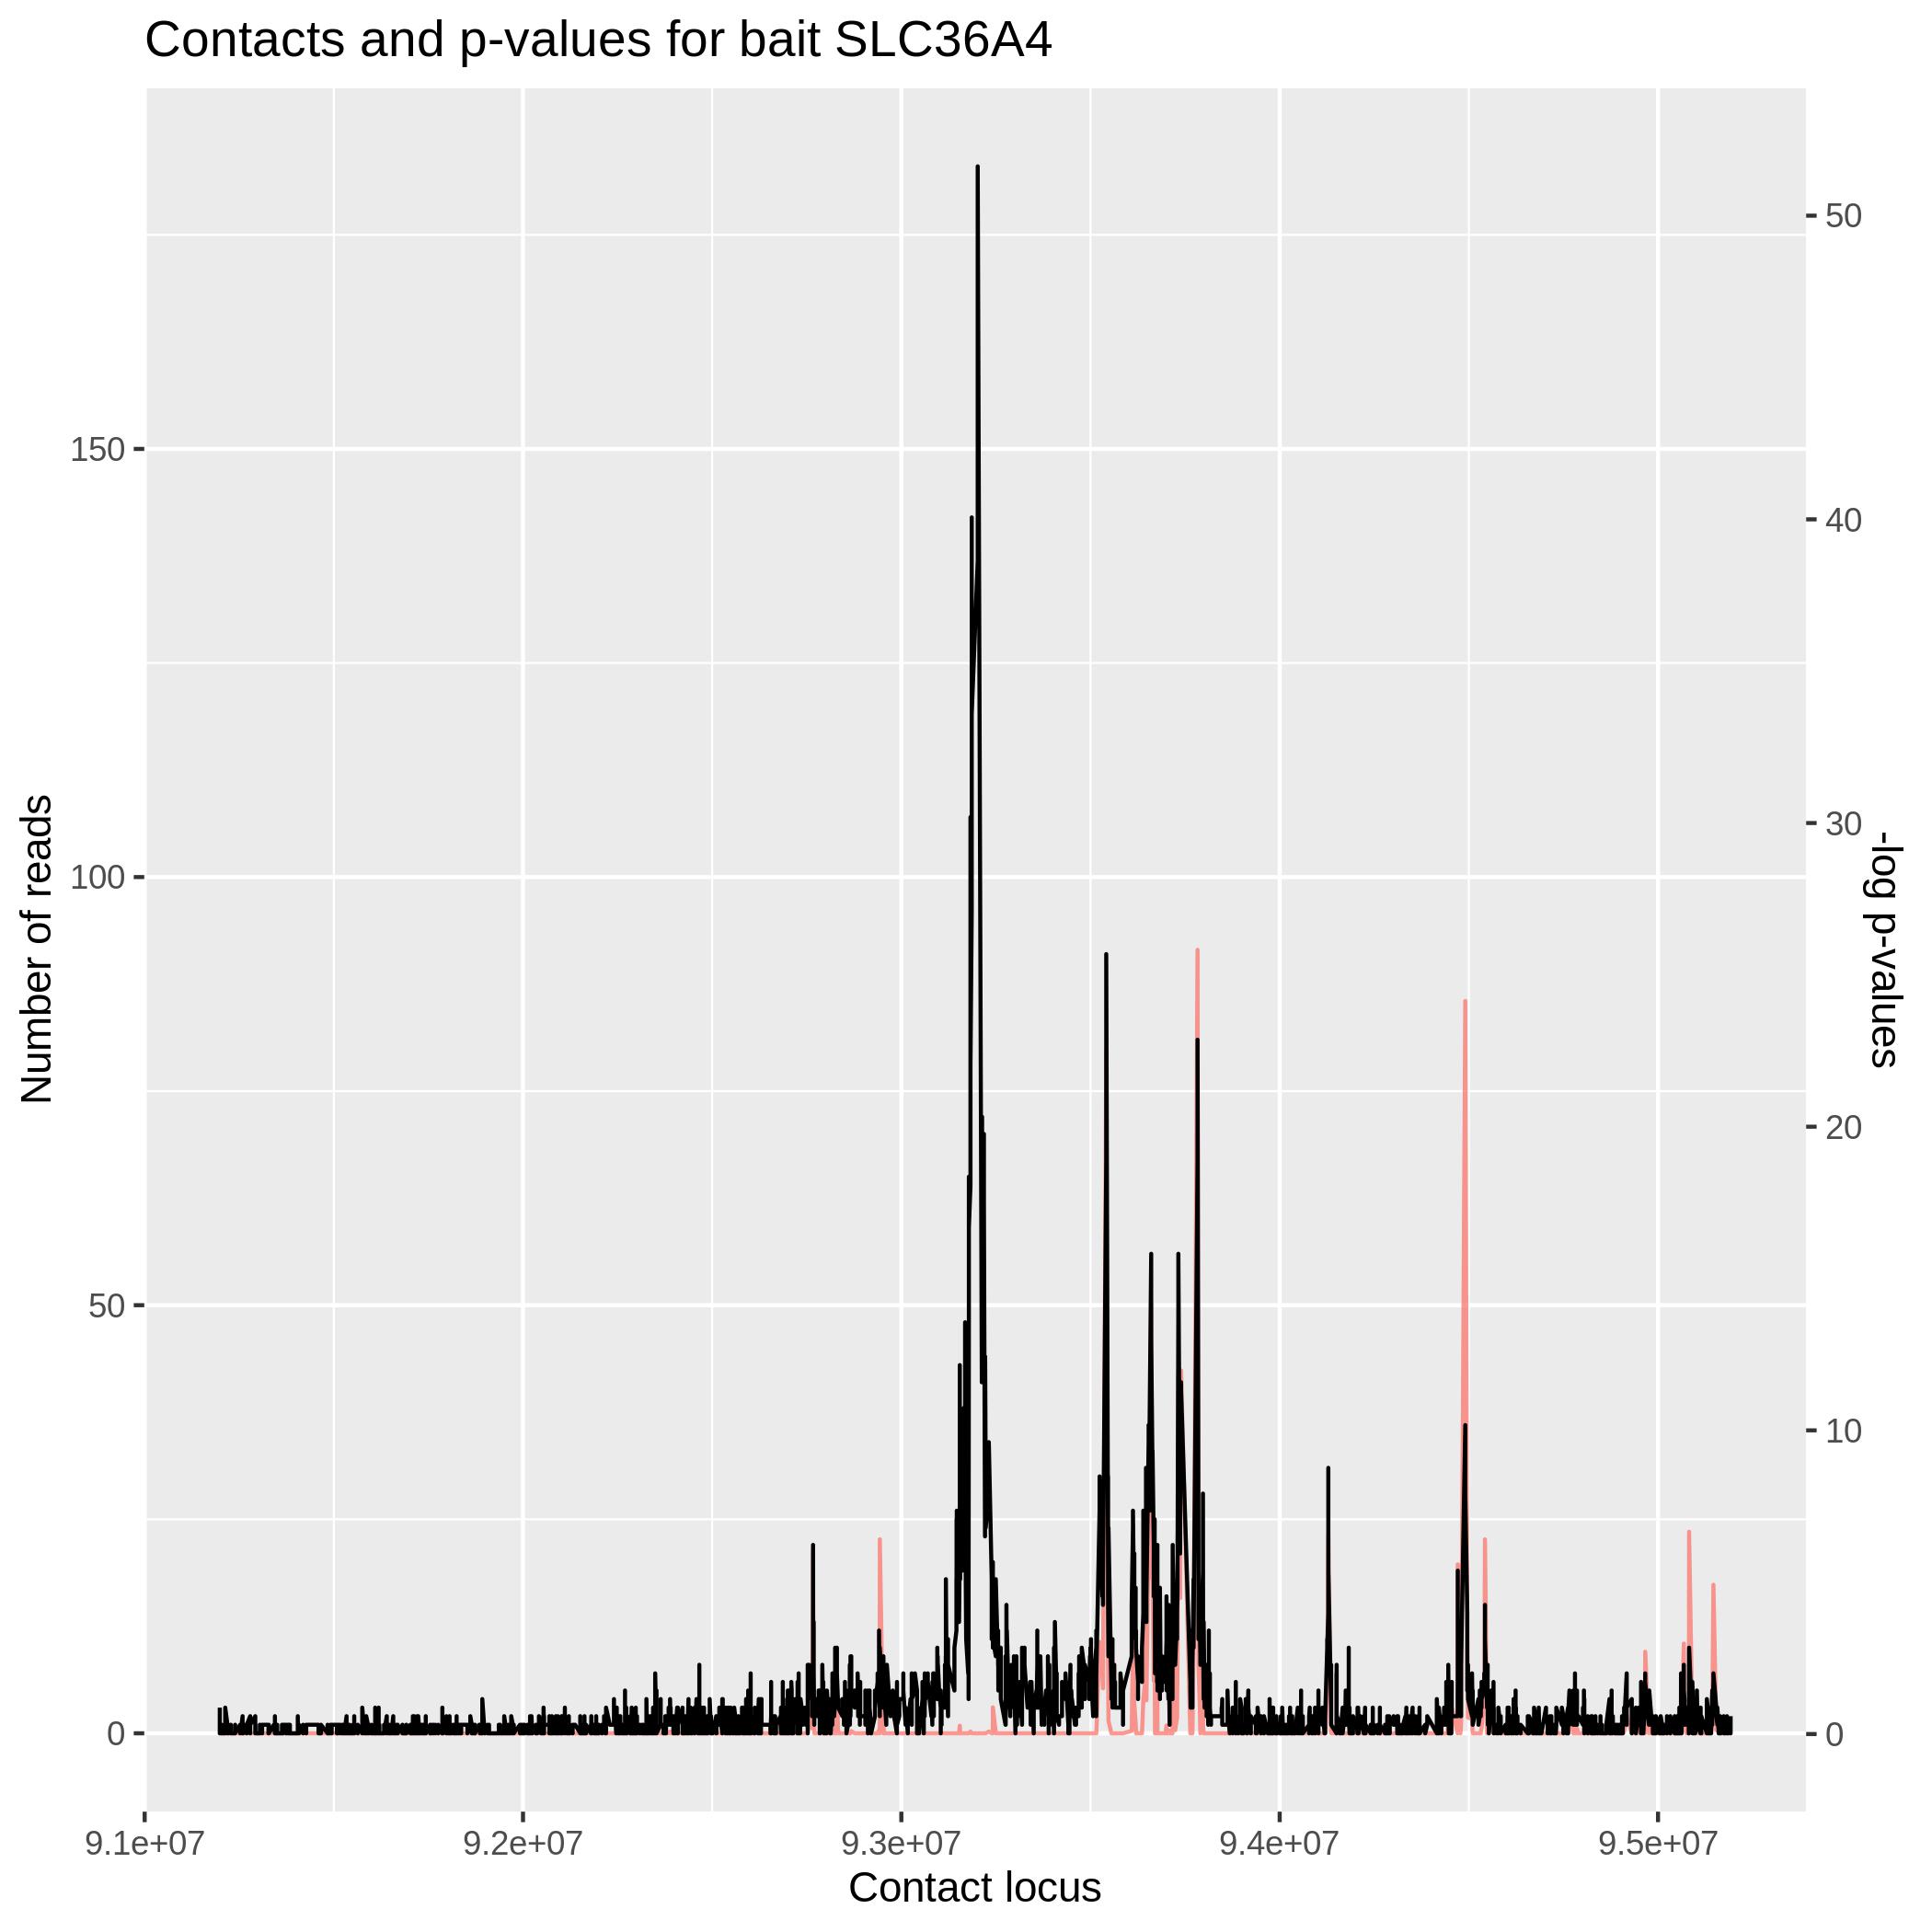 Contacts and p-values for bait SLC36A4
Number of reads
150
100
50
0
50
40
30
20
10
0
-log p-values
9.1e+07
9.2e+07
9.3e+07
9.4e+07
9.5e+07
Contact locus